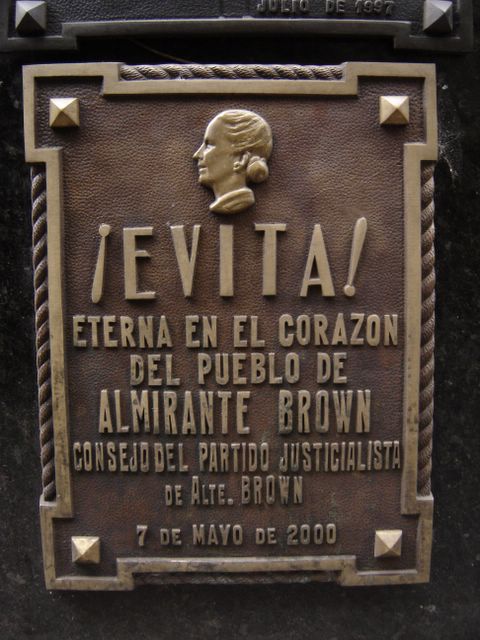 JULIO DE 1997
¡EVITA!
ETERNA EN EL CORAZON
DEL PUEBLO DE
ALMIRANTE BROWN
CONSEJO DEL PARTIDO JUSTICIALISTA
DE ALTE. BROWN
7 DE MAYO DE 2000